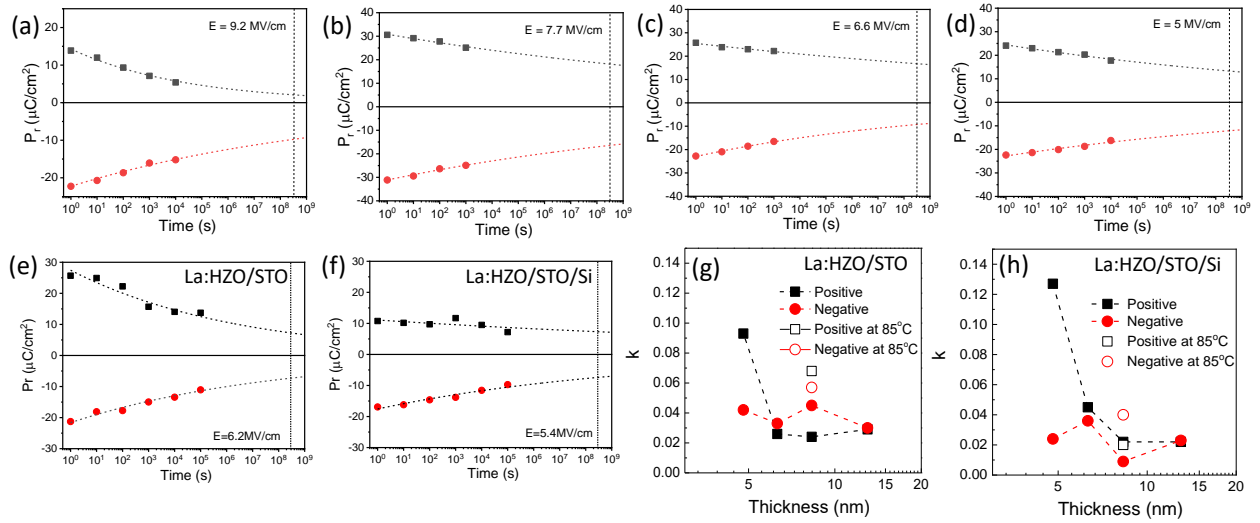 (a)
E = 9.2 MV/cm
20
10
0
-10
-20
Pr (μC/cm2)
10^0 10^1 10^2 10^3 10^4 10^5 10^6 10^7 10^8 10^9
Time (s)
(b)
E = 7.7 MV/cm
40
30
20
10
0
-10
-20
-30
-40
Pr (μC/cm2)
10^0 10^1 10^2 10^3 10^4 10^5 10^6 10^7 10^8 10^9
Time (s)
(c)
E = 6.6 MV/cm
40
30
20
10
0
-10
-20
-30
-40
Pr (μC/cm2)
10^0 10^1 10^2 10^3 10^4 10^5 10^6 10^7 10^8 10^9
Time (s)
(d)
E = 5 MV/cm
40
30
20
10
0
-10
-20
-30
-40
Pr (μC/cm2)
10^0 10^1 10^2 10^3 10^4 10^5 10^6 10^7 10^8 10^9
Time (s)
(e)
La:HZO/STO
30
20
10
0
-10
-20
-30
Pr (μC/cm2)
E=6.2MV/cm
10^0 10^1 10^2 10^3 10^4 10^5 10^6 10^7 10^8 10^9
Time (s)
(f)
La:HZO/STO/Si
30
20
10
0
-10
-20
-30
Pr (μC/cm2)
E=5.4MV/cm
10^0 10^1 10^2 10^3 10^4 10^5 10^6 10^7 10^8 10^9
Time (s)
(g)
La:HZO/STO
Positive
Negative
Positive at 85°C
Negative at 85°C
0.14
0.12
0.10
0.08
0.06
0.04
0.02
0.00
k
5 10 15 20
Thickness (nm)
(h)
La:HZO/STO/Si
Positive
Negative
Positive at 85°C
Negative at 85°C
0.14
0.12
0.10
0.08
0.06
0.04
0.02
0.00
k
5 10 15 20
Thickness (nm)